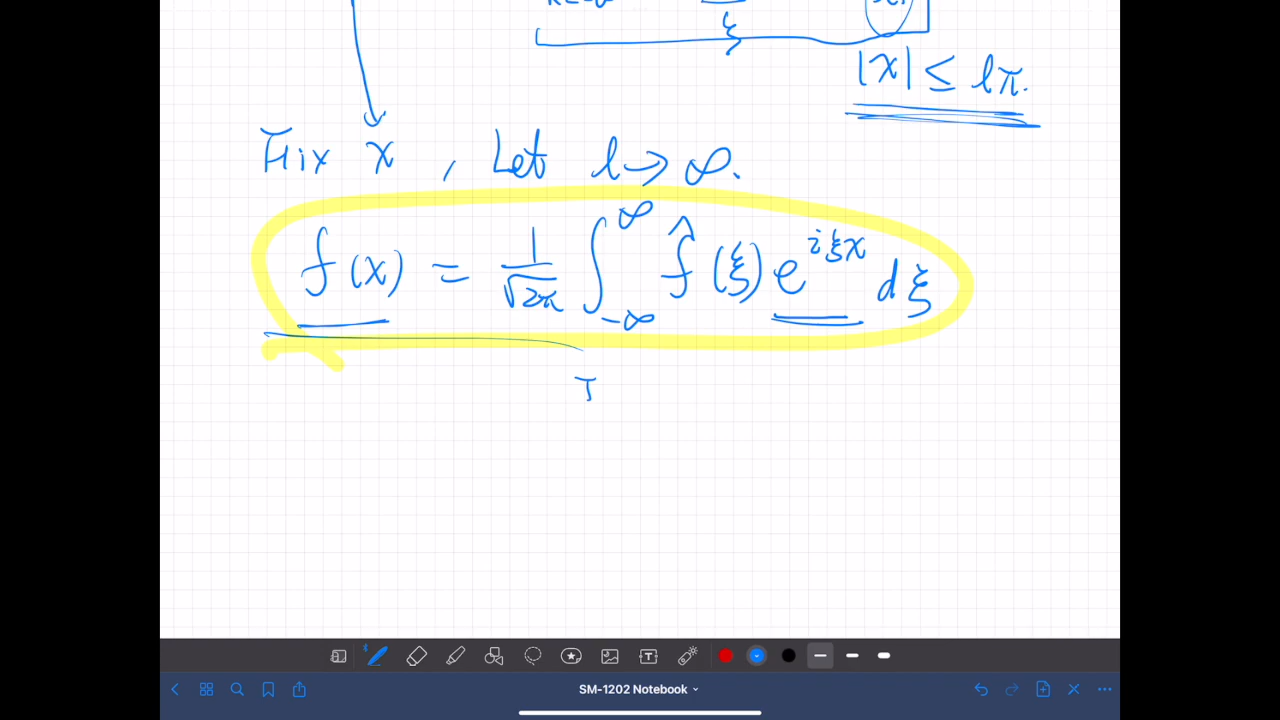 ξ
|x| ≤ lπ.
Fix x , Let l → ∞.
f(x) = 1/√2π ∫_{-∞}^{∞} f̂(ξ) e^{iξx} dξ
SM-1202 Notebook